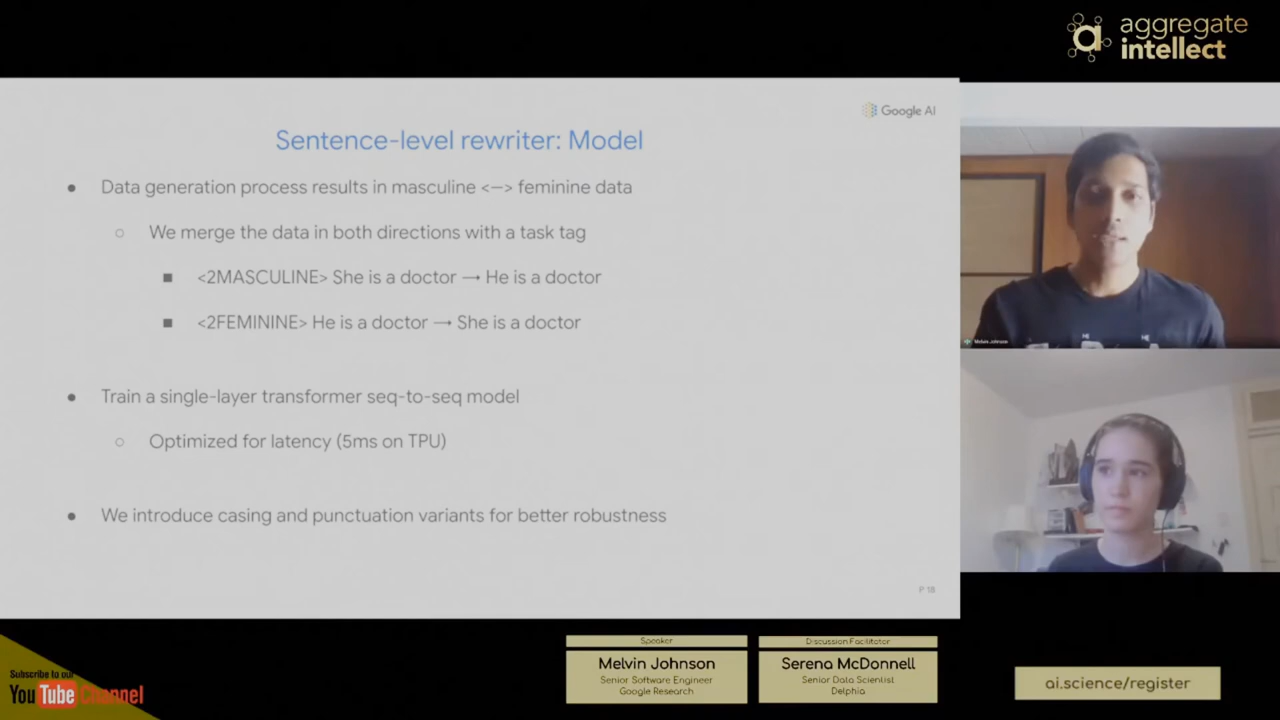 aggregate
intellect
Google AI
Sentence-level rewriter: Model
● Data generation process results in masculine <—> feminine data
○ We merge the data in both directions with a task tag
■ <2MASCULINE> She is a doctor → He is a doctor
■ <2FEMININE> He is a doctor → She is a doctor
● Train a single-layer transformer seq-to-seq model
○ Optimized for latency (5ms on TPU)
● We introduce casing and punctuation variants for better robustness
P 18
Melvin Johnson
Speaker
Melvin Johnson
Senior Software Engineer
Google Research
Discussion Facilitator
Serena McDonnell
Senior Data Scientist
Delphia
Subscribe to our
YouTube Channel
ai.science/register